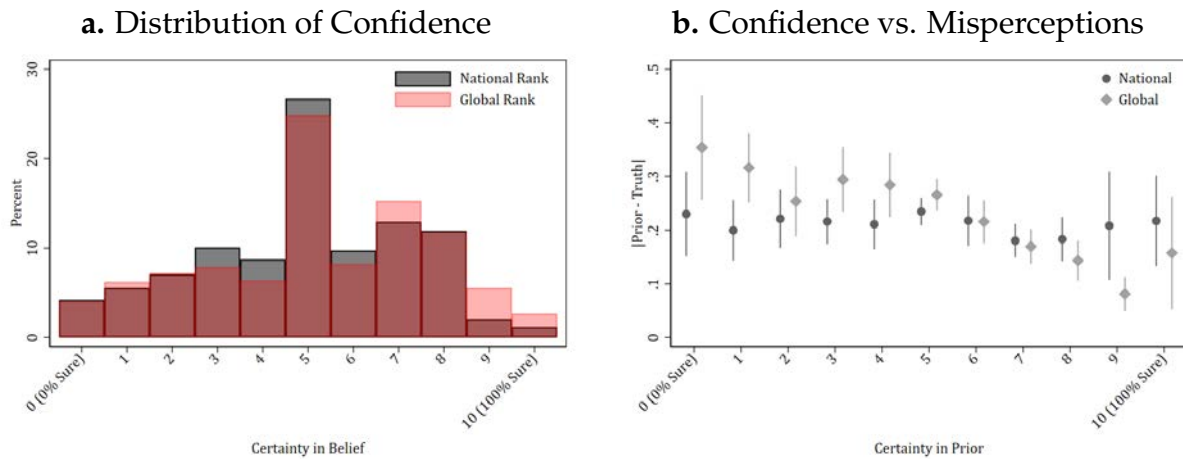 a. Distribution of Confidence
30
20
10
0
Percent
National Rank
Global Rank
0 (0% Sure)
1
2
3
4
5
6
7
8
9
10 (100% Sure)
Certainty in Belief
b. Confidence vs. Misperceptions
.5
.4
.3
.2
.1
0
|Prior - Truth|
National
Global
0 (0% Sure)
1
2
3
4
5
6
7
8
9
10 (100% Sure)
Certainty in Prior